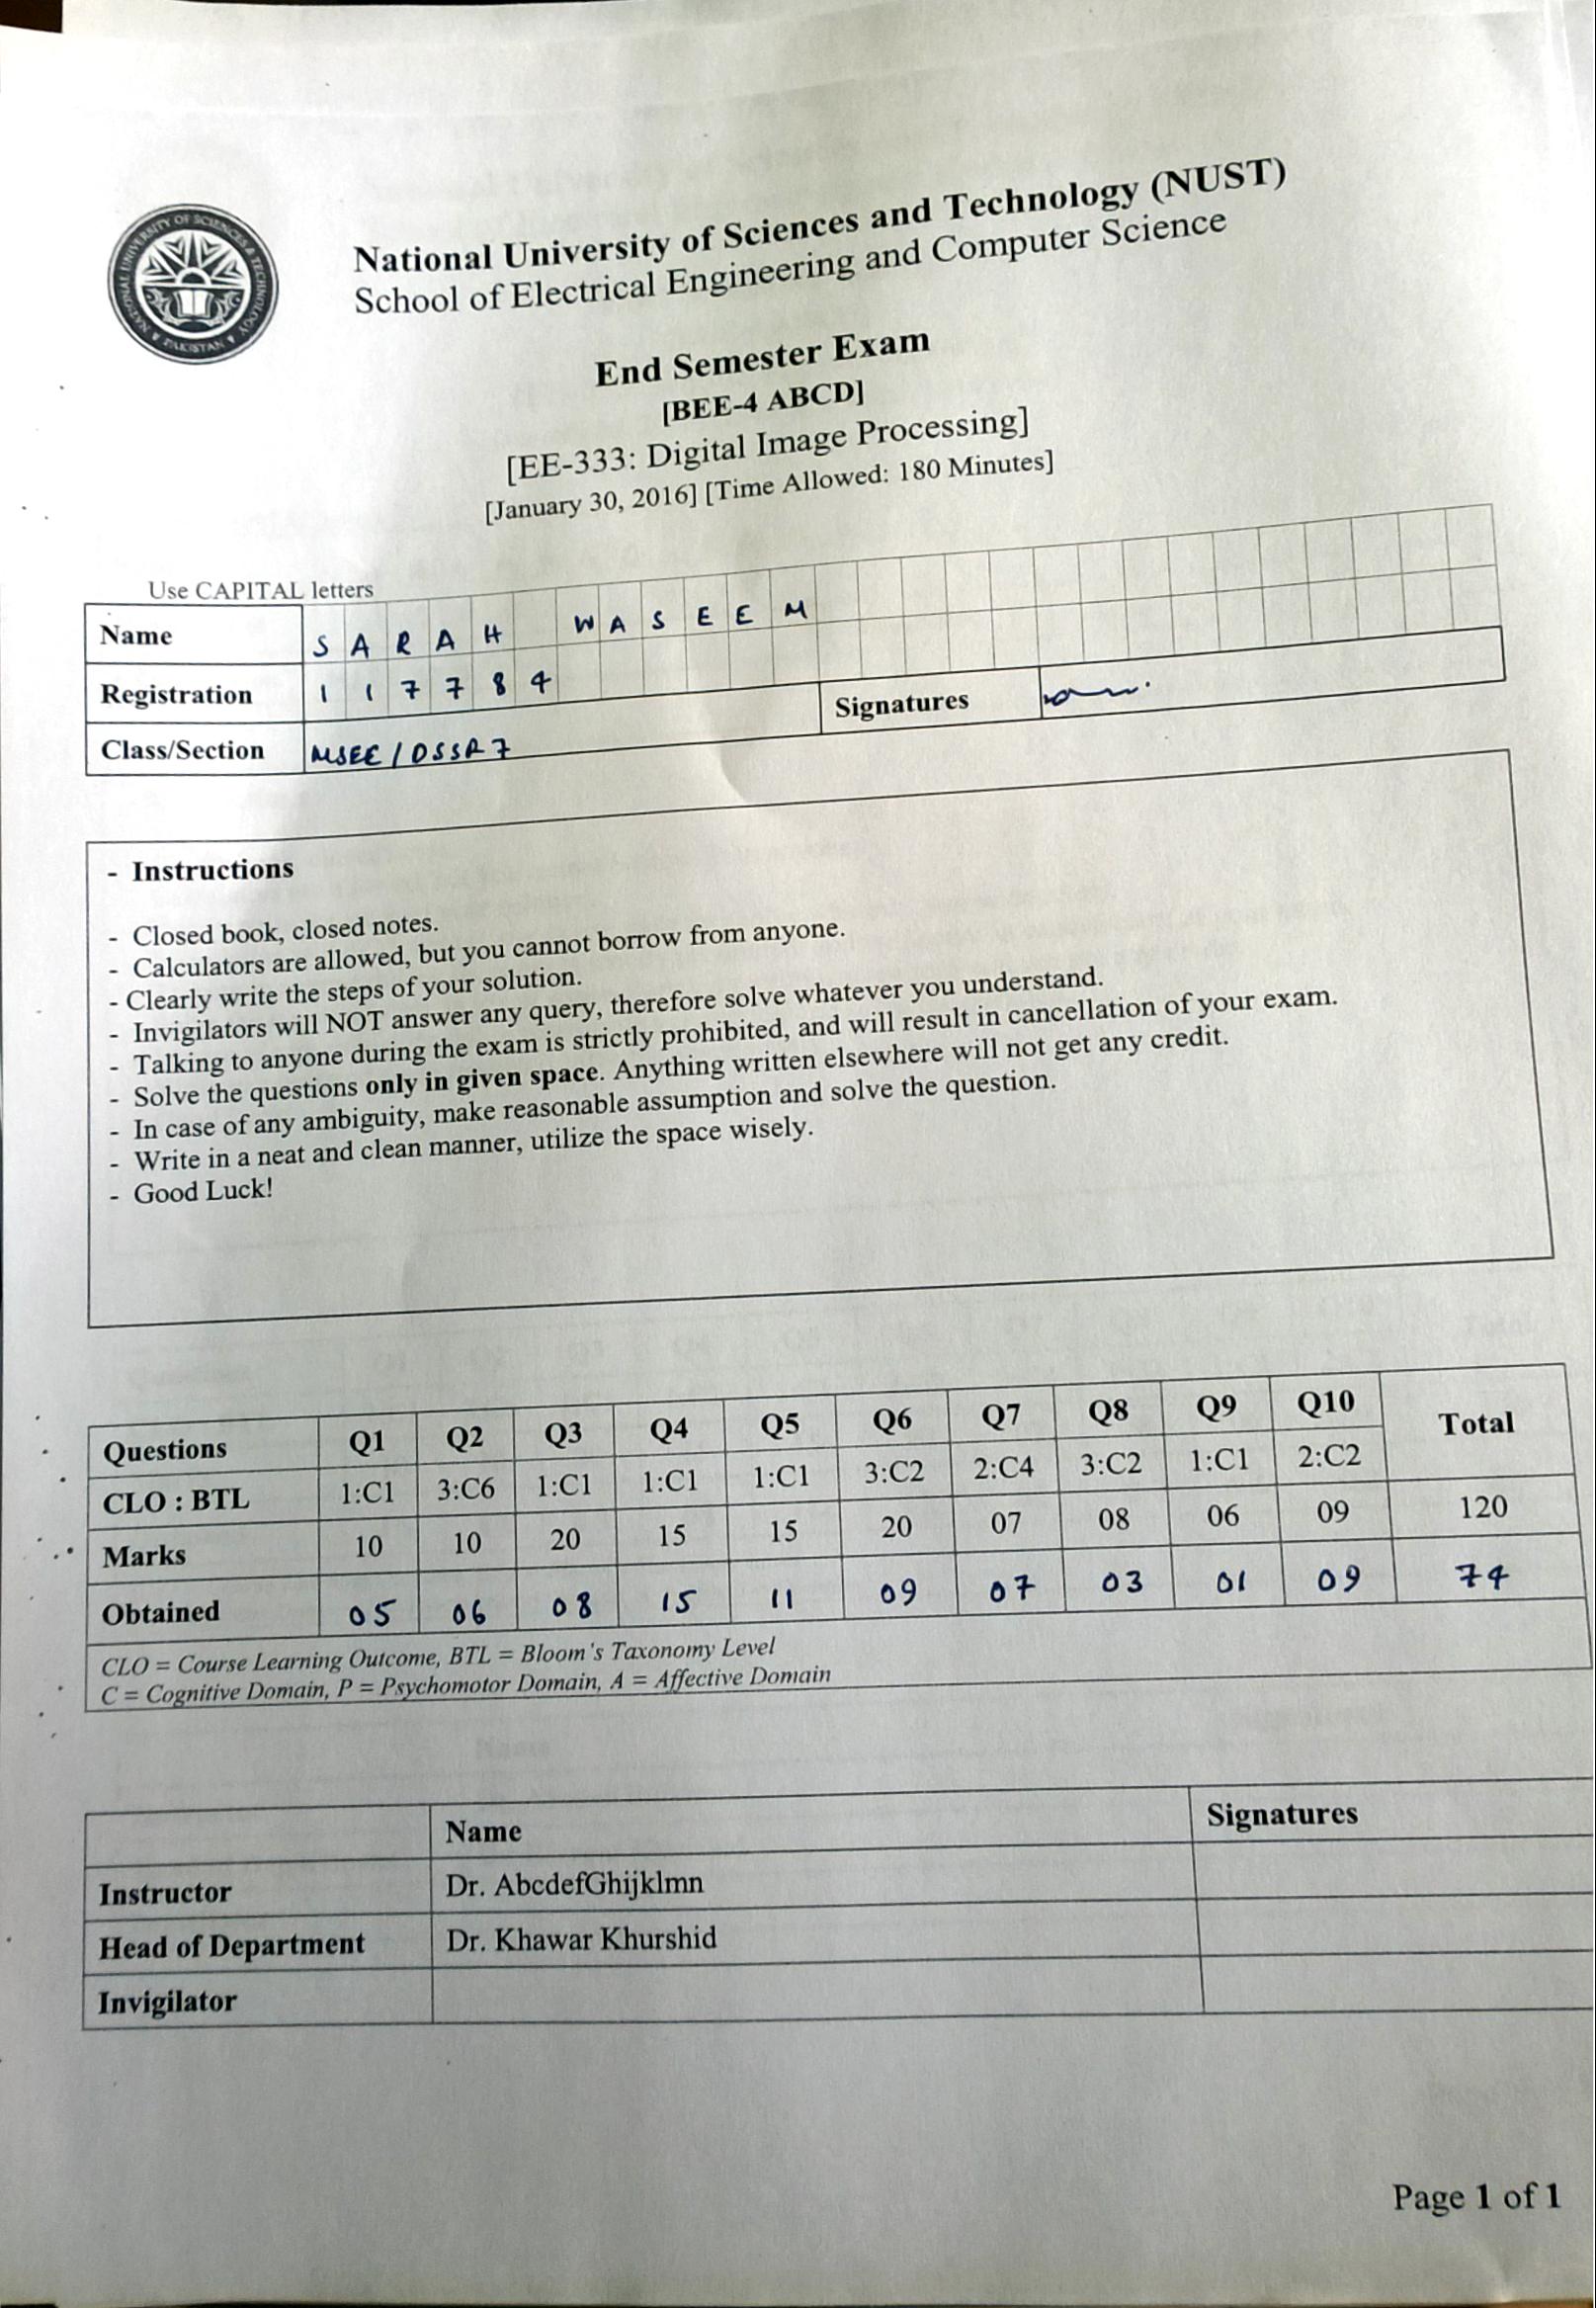 NATIONAL UNIVERSITY OF SCIENCES & TECHNOLOGY
PAKISTAN
National University of Sciences and Technology (NUST)
School of Electrical Engineering and Computer Science
End Semester Exam
[BEE-4 ABCD]
[EE-333: Digital Image Processing]
[January 30, 2016] [Time Allowed: 180 Minutes]
Use CAPITAL letters
Name SARAH WASEEM
Registration 117784
Signatures
Class/Section MSEE/DSSR7
- Instructions
- Closed book, closed notes.
- Calculators are allowed, but you cannot borrow from anyone.
- Clearly write the steps of your solution.
- Invigilators will NOT answer any query, therefore solve whatever you understand.
- Talking to anyone during the exam is strictly prohibited, and will result in cancellation of your exam.
- Solve the questions only in given space. Anything written elsewhere will not get any credit.
- In case of any ambiguity, make reasonable assumption and solve the question.
- Write in a neat and clean manner, utilize the space wisely.
- Good Luck!
Questions Q1 Q2 Q3 Q4 Q5 Q6 Q7 Q8 Q9 Q10 Total
CLO : BTL 1:C1 3:C6 1:C1 1:C1 1:C1 3:C2 2:C4 3:C2 1:C1 2:C2
Marks 10 10 20 15 15 20 07 08 06 09 120
Obtained 05 06 08 15 11 09 07 03 01 09 74
CLO = Course Learning Outcome, BTL = Bloom's Taxonomy Level
C = Cognitive Domain, P = Psychomotor Domain, A = Affective Domain
Name Signatures
Instructor Dr. AbcdefGhijklmn
Head of Department Dr. Khawar Khurshid
Invigilator
Page 1 of 1